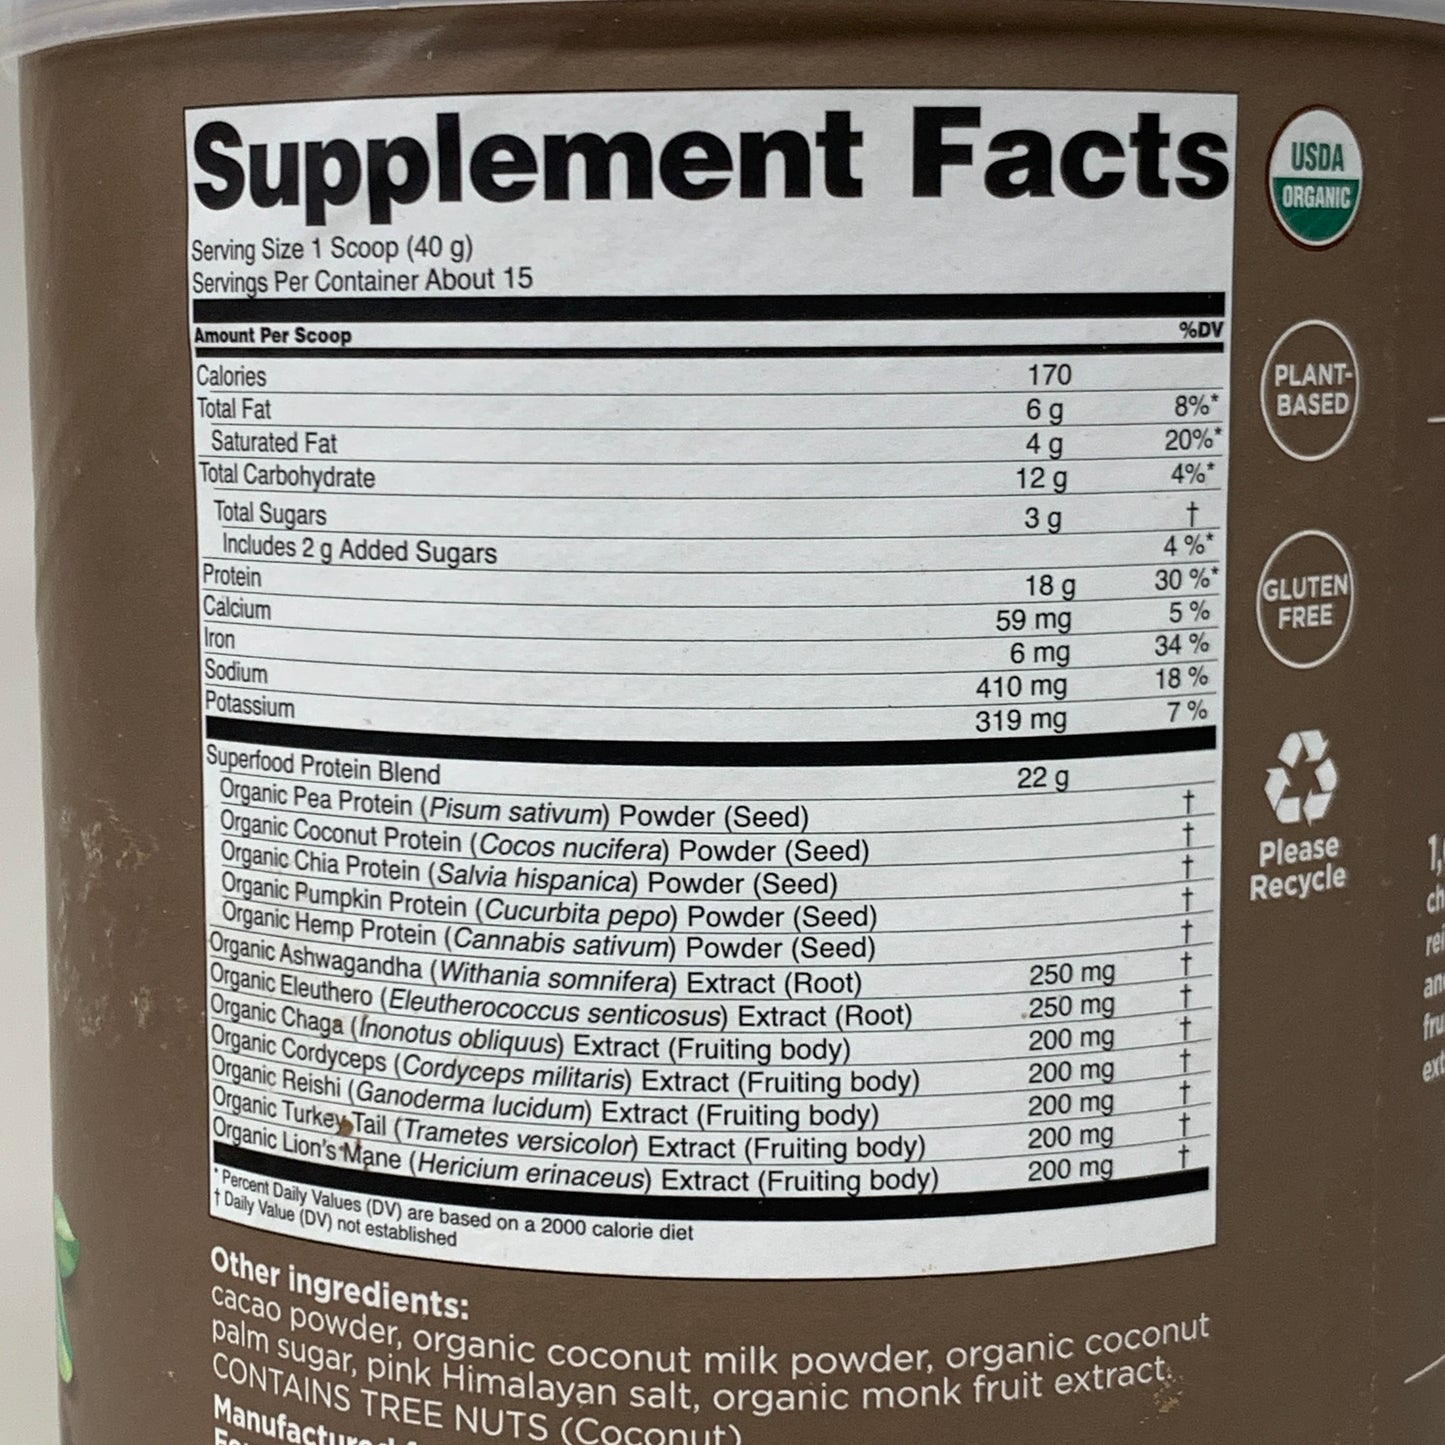 Supplement Facts
Serving Size 1 Scoop (40 g)
Servings Per Container About 15
Amount Per Scoop %DV
Calories 170
Total Fat 6 g 8%*
Saturated Fat 4 g 20%*
Total Carbohydrate 12 g 4%*
Total Sugars 3 g †
Includes 2 g Added Sugars 4 %*
Protein 18 g 30 %*
Calcium 59 mg 5 %
Iron 6 mg 34 %
Sodium 410 mg 18 %
Potassium 319 mg 7 %
Superfood Protein Blend 22 g
Organic Pea Protein (Pisum sativum) Powder (Seed) †
Organic Coconut Protein (Cocos nucifera) Powder (Seed) †
Organic Chia Protein (Salvia hispanica) Powder (Seed) †
Organic Pumpkin Protein (Cucurbita pepo) Powder (Seed) †
Organic Hemp Protein (Cannabis sativum) Powder (Seed) †
Organic Ashwagandha (Withania somnifera) Extract (Root) 250 mg †
Organic Eleuthero (Eleutherococcus senticosus) Extract (Root) 250 mg †
Organic Chaga (Inonotus obliquus) Extract (Fruiting body) 200 mg †
Organic Cordyceps (Cordyceps militaris) Extract (Fruiting body) 200 mg †
Organic Reishi (Ganoderma lucidum) Extract (Fruiting body) 200 mg †
Organic Turkey Tail (Trametes versicolor) Extract (Fruiting body) 200 mg †
Organic Lion's Mane (Hericium erinaceus) Extract (Fruiting body) 200 mg †
* Percent Daily Values (DV) are based on a 2000 calorie diet
† Daily Value (DV) not established
Other ingredients:
cacao powder, organic coconut milk powder, organic coconut
palm sugar, pink Himalayan salt, organic monk fruit extract.
CONTAINS TREE NUTS (Coconut)
USDA
ORGANIC
PLANT-
BASED
GLUTEN
FREE
Please
Recycle